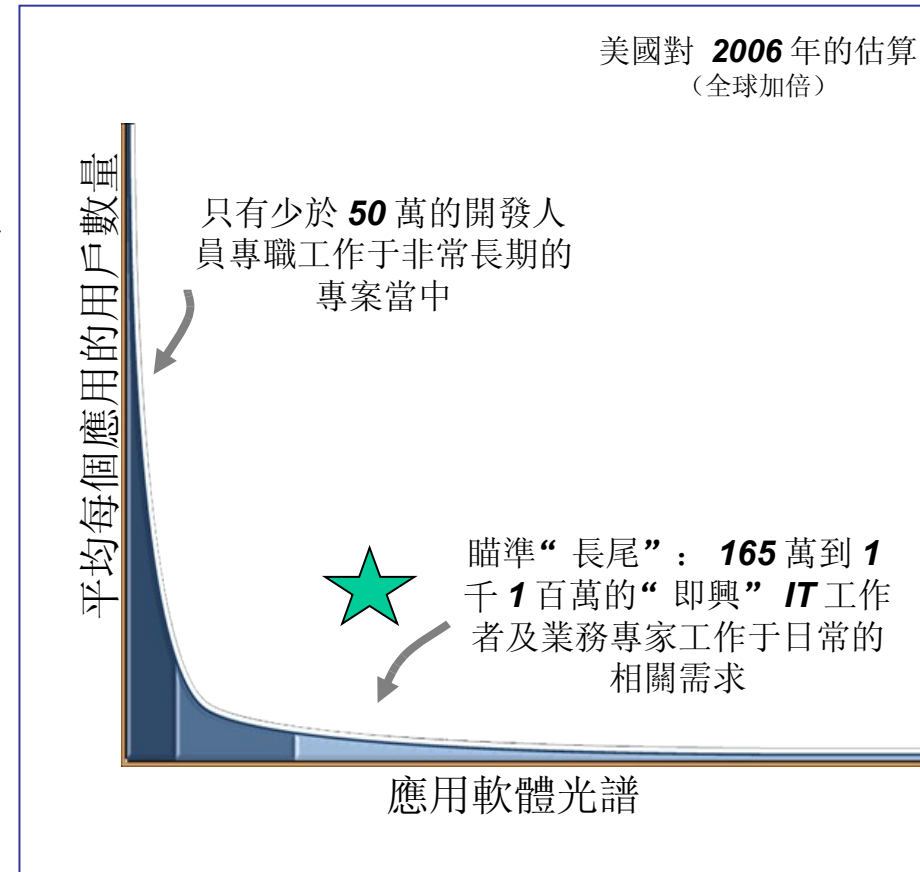 美國對 2006 年的估算
（全球加倍）
平均每個應用的用戶數量
只有少於 50 萬的開發人
員專職工作于非常長期的
專案當中
瞄準“ 長尾” ： 165 萬到 1
千 1 百萬的“ 即興” IT 工作
者及業務專家工作于日常的
相關需求
應用軟體光譜